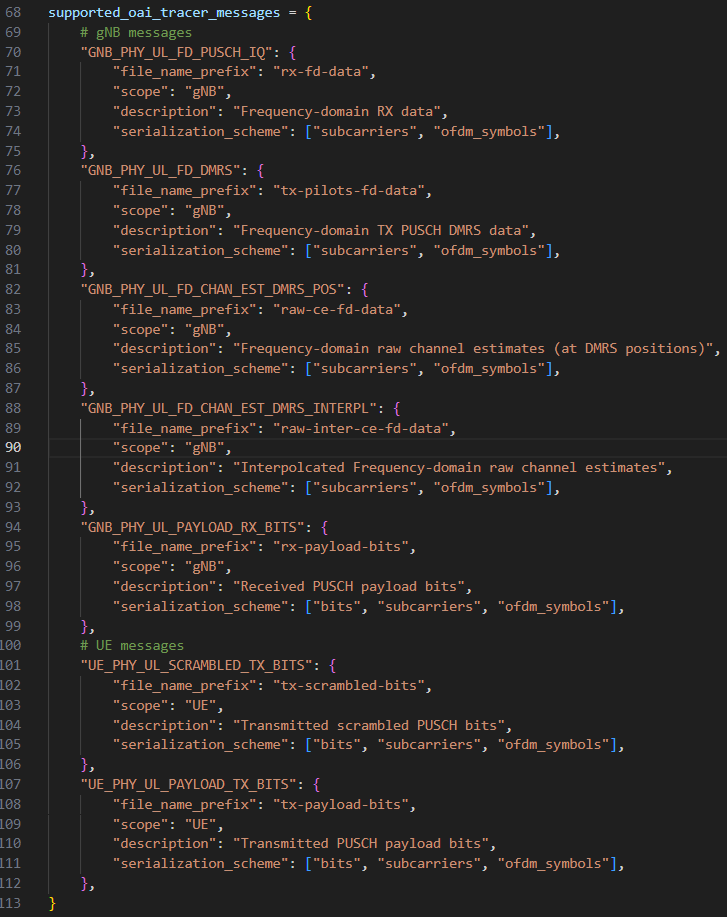 68 supported_oai_tracer_messages = {
69     # gNB messages
70     "GNB_PHY_UL_FD_PUSCH_IQ": {
71         "file_name_prefix": "rx-fd-data",
72         "scope": "gNB",
73         "description": "Frequency-domain RX data",
74         "serialization_scheme": ["subcarriers", "ofdm_symbols"],
75     },
76     "GNB_PHY_UL_FD_DMRS": {
77         "file_name_prefix": "tx-pilots-fd-data",
78         "scope": "gNB",
79         "description": "Frequency-domain TX PUSCH DMRS data",
80         "serialization_scheme": ["subcarriers", "ofdm_symbols"],
81     },
82     "GNB_PHY_UL_FD_CHAN_EST_DMRS_POS": {
83         "file_name_prefix": "raw-ce-fd-data",
84         "scope": "gNB",
85         "description": "Frequency-domain raw channel estimates (at DMRS positions)",
86         "serialization_scheme": ["subcarriers", "ofdm_symbols"],
87     },
88     "GNB_PHY_UL_FD_CHAN_EST_DMRS_INTERPL": {
89         "file_name_prefix": "raw-inter-ce-fd-data",
90         "scope": "gNB",
91         "description": "Interpolcated Frequency-domain raw channel estimates",
92         "serialization_scheme": ["subcarriers", "ofdm_symbols"],
93     },
94     "GNB_PHY_UL_PAYLOAD_RX_BITS": {
95         "file_name_prefix": "rx-payload-bits",
96         "scope": "gNB",
97         "description": "Received PUSCH payload bits",
98         "serialization_scheme": ["bits", "subcarriers", "ofdm_symbols"],
99     },
100     # UE messages
101     "UE_PHY_UL_SCRAMBLED_TX_BITS": {
102         "file_name_prefix": "tx-scrambled-bits",
103         "scope": "UE",
104         "description": "Transmitted scrambled PUSCH bits",
105         "serialization_scheme": ["bits", "subcarriers", "ofdm_symbols"],
106     },
107     "UE_PHY_UL_PAYLOAD_TX_BITS": {
108         "file_name_prefix": "tx-payload-bits",
109         "scope": "UE",
110         "description": "Transmitted PUSCH payload bits",
111         "serialization_scheme": ["bits", "subcarriers", "ofdm_symbols"],
112     },
113 }